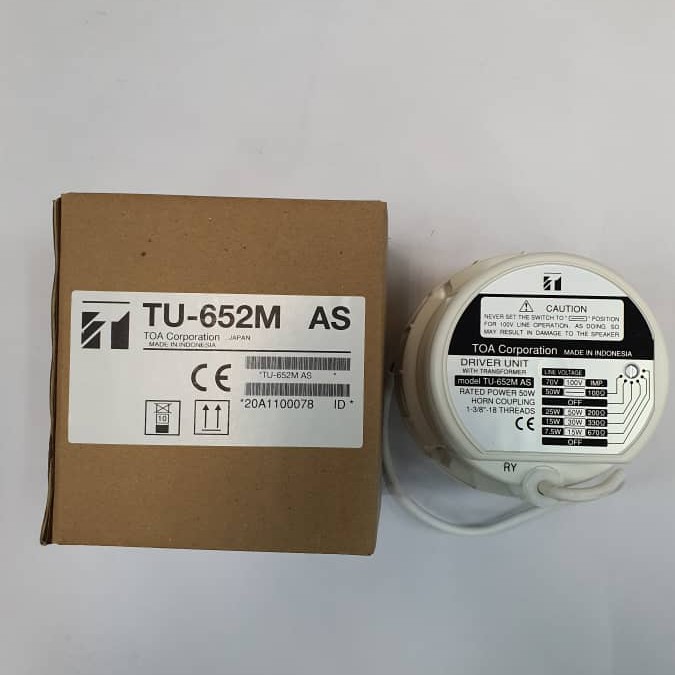 TU-652M AS
TOA Corporation , JAPAN
MADE IN INDONESIA
CE
*TU-652M AS *
*20A1100078 ID *
10
CAUTION
NEVER SET THE SWITCH TO " " POSITION
FOR 100V LINE OPERATION. AS DOING SO
MAY RESULT IN DAMAGE TO THE SPEAKER.
TOA Corporation MADE IN INDONESIA
DRIVER UNIT
WITH TRANSFORMER
model TU-652M AS
RATED POWER 50W
HORN COUPLING
1-3/8"-18 THREADS
CE
LINE VOLTAGE
70V 100V IMP
50W 100Ω
OFF
25W 50W 200Ω
15W 30W 330Ω
7.5W 15W 670Ω
OFF
RY